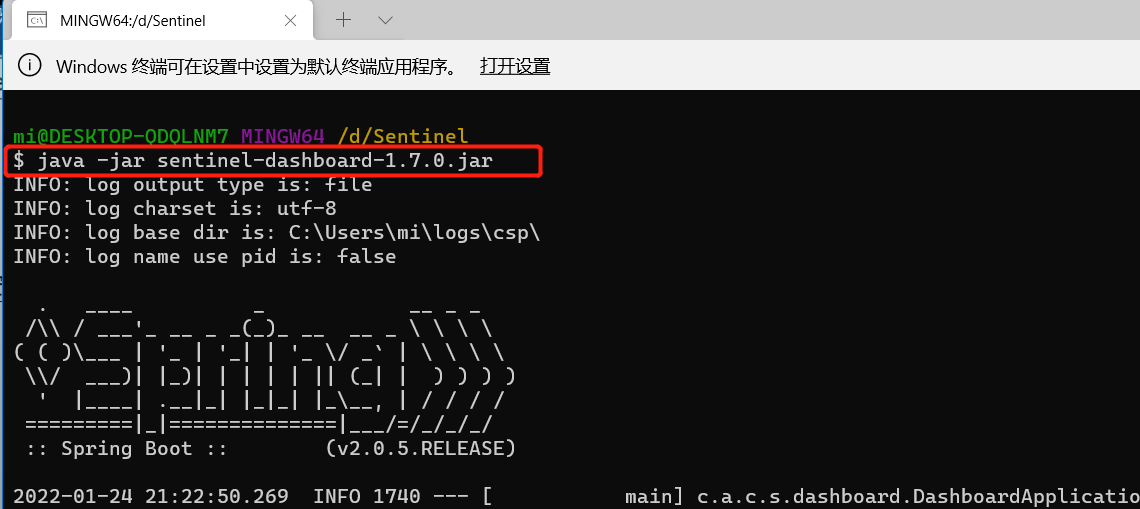 MINGW64:/d/Sentinel
Windows 终端可在设置中设置为默认终端应用程序。 打开设置
mi@DESKTOP-QDQLNM7 MINGW64 /d/Sentinel
$ java -jar sentinel-dashboard-1.7.0.jar
INFO: log output type is: file
INFO: log charset is: utf-8
INFO: log base dir is: C:\Users\mi\logs\csp\
INFO: log name use pid is: false
  .   ____          _            __ _ _
 /\\ / ___'_ __ _ _(_)_ __  __ _ \ \ \ \
( ( )\___ | '_ | '_| | '_ \/ _` | \ \ \ \
 \\/  ___)| |_)| | | | | || (_| |  ) ) ) )
  '  |____| .__|_| |_|_| |_\__, | / / / /
 =========|_|==============|___/=/_/_/_/
 :: Spring Boot ::        (v2.0.5.RELEASE)
2022-01-24 21:22:50.269  INFO 1740 --- [           main] c.a.c.s.dashboard.DashboardApplicatio